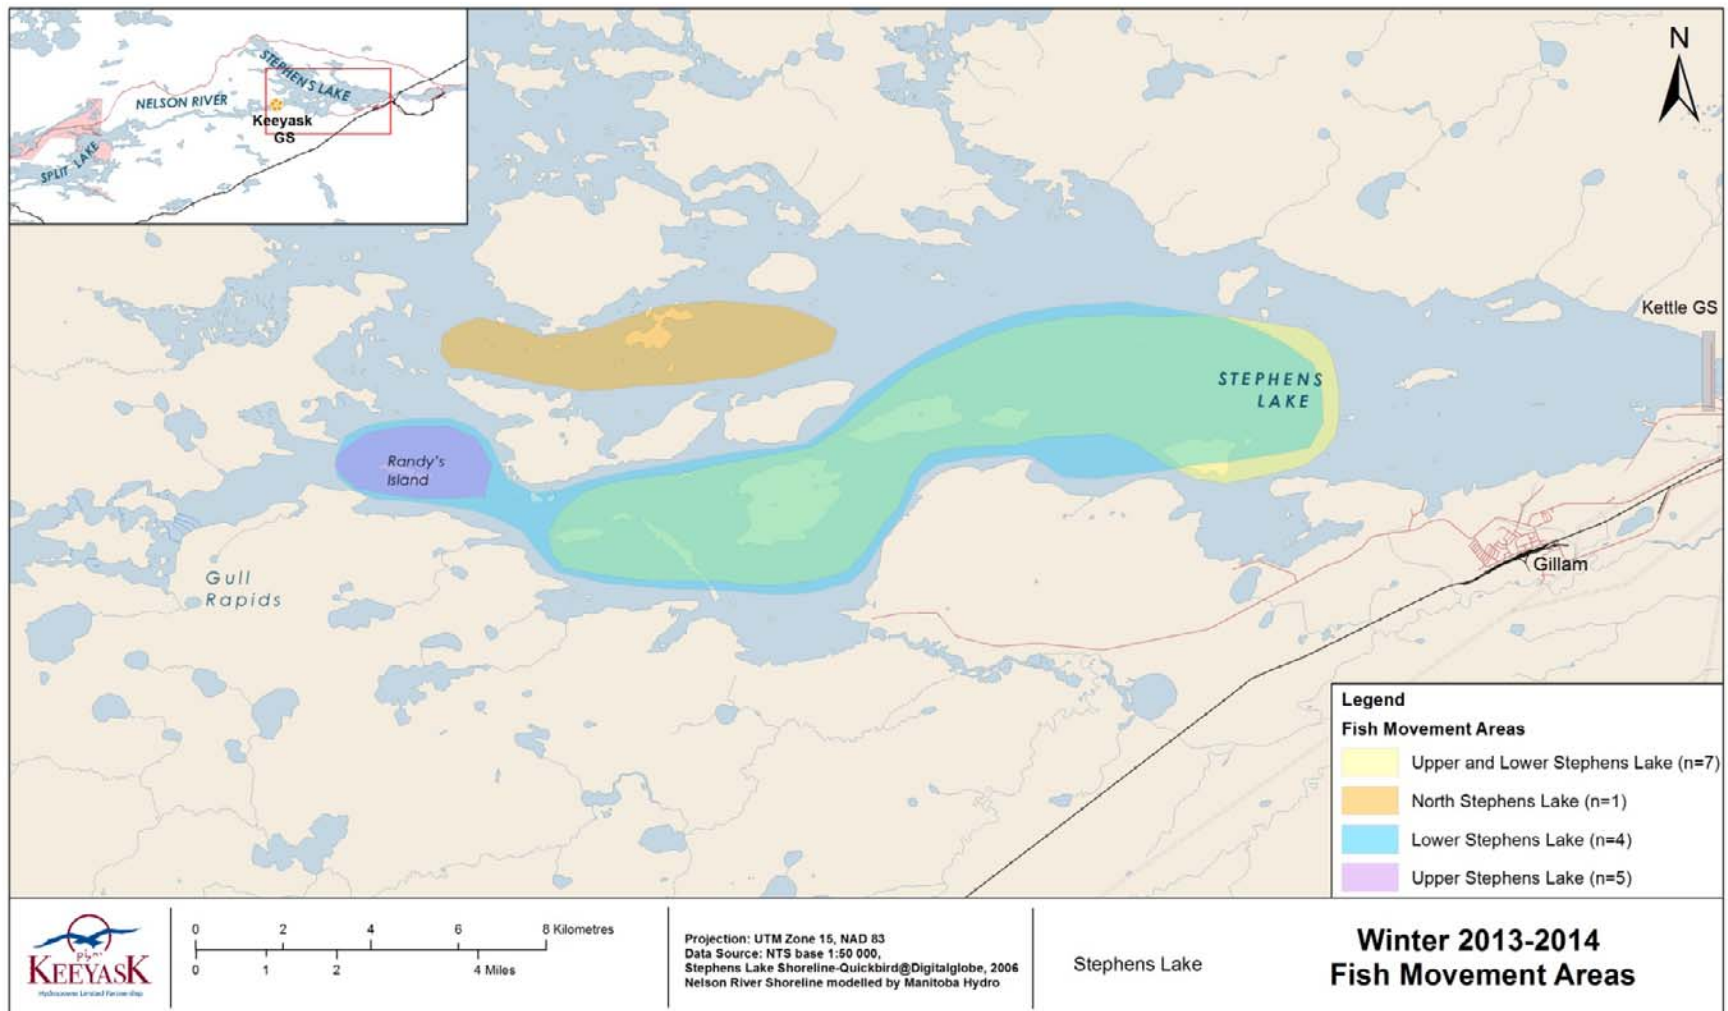 STEPHENS LAKE
NELSON RIVER
Keeyask
GS
SPLIT LAKE
N
Kettle GS
STEPHENS
LAKE
Randy's
Island
Gull
Rapids
Gillam
Legend
Fish Movement Areas
Upper and Lower Stephens Lake (n=7)
North Stephens Lake (n=1)
Lower Stephens Lake (n=4)
Upper Stephens Lake (n=5)
KEEYASK
Hydropower Limited Partnership
0 2 4 6 8 Kilometres
0 1 2 4 Miles
Projection: UTM Zone 15, NAD 83
Data Source: NTS base 1:50 000,
Stephens Lake Shoreline-Quickbird@Digitalglobe, 2006
Nelson River Shoreline modelled by Manitoba Hydro
Stephens Lake
Winter 2013-2014
Fish Movement Areas